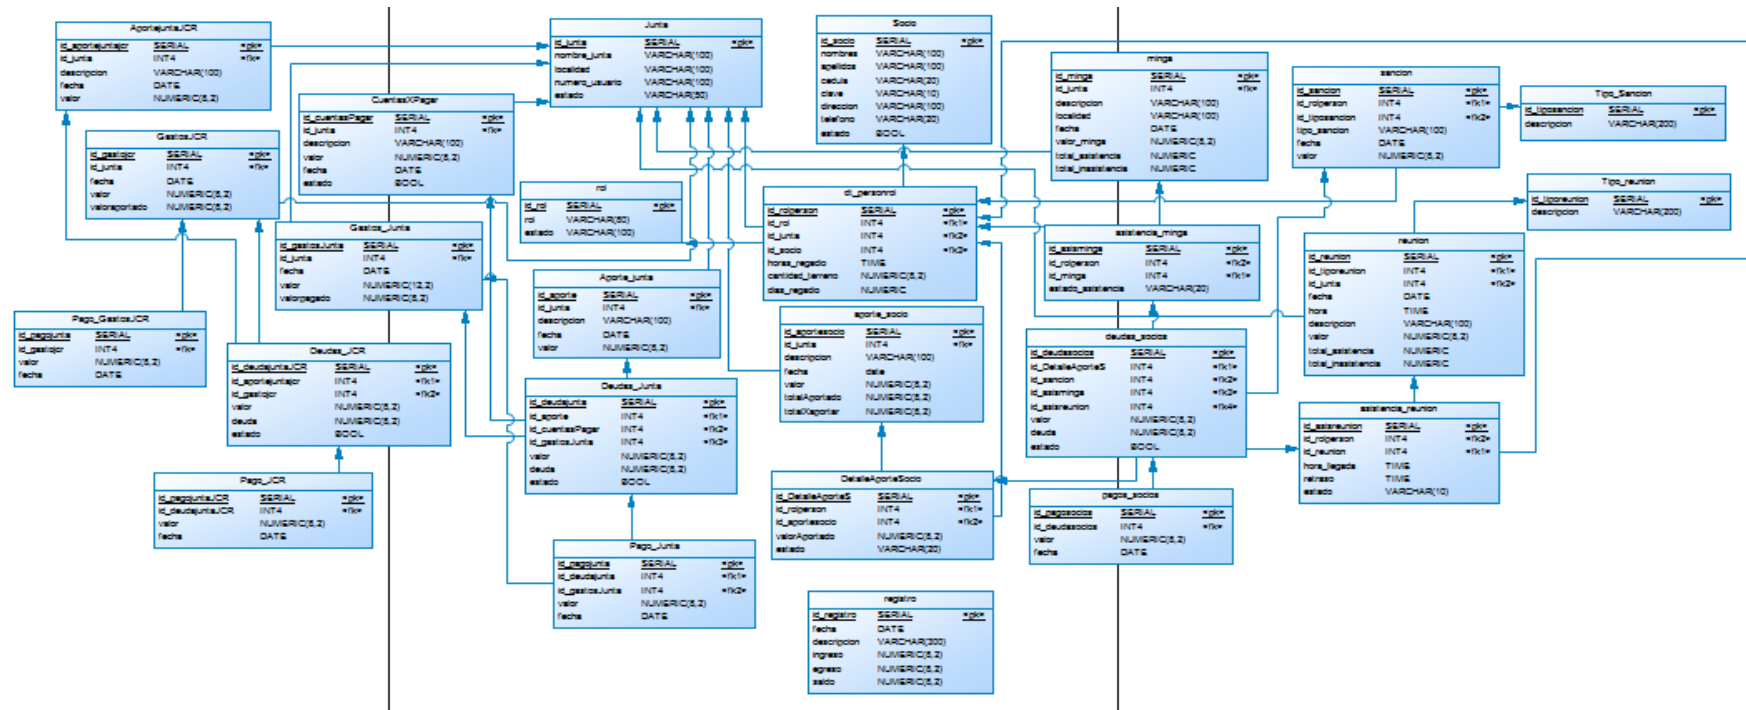 AportejuntaJCR
id_aportejuntajcr SERIAL <pk>
id_junta INT4 <fk>
descripcion VARCHAR(100)
fecha DATE
valor NUMERIC(8,2)
Junta
id_junta SERIAL <pk>
nombre_junta VARCHAR(100)
localidad VARCHAR(100)
numero_usuario VARCHAR(100)
estado VARCHAR(50)
Socio
id_socio SERIAL <pk>
nombres VARCHAR(100)
apellidos VARCHAR(100)
cedula VARCHAR(20)
clave VARCHAR(10)
direccion VARCHAR(100)
telefono VARCHAR(20)
estado BOOL
minga
id_minga SERIAL <pk>
id_junta INT4 <fk>
descripcion VARCHAR(100)
localidad VARCHAR(100)
fecha DATE
valor_minga NUMERIC(8,2)
total_asistencia NUMERIC
total_inasistencia NUMERIC
sancion
id_sancion SERIAL <pk>
id_rolperson INT4 <fk1>
id_tiposancion INT4 <fk2>
tipo_sancion VARCHAR(100)
fecha DATE
valor NUMERIC(8,2)
Tipo_Sancion
id_tiposancion SERIAL <pk>
descripcion VARCHAR(200)
CuentasXPagar
id_cuentasPagar SERIAL <pk>
id_junta INT4 <fk>
descripcion VARCHAR(100)
valor NUMERIC(8,2)
fecha DATE
estado BOOL
GastosJCR
id_gastojcr SERIAL <pk>
id_junta INT4 <fk>
fecha DATE
valor NUMERIC(8,2)
valoraportado NUMERIC(8,2)
rol
id_rol SERIAL <pk>
rol VARCHAR(80)
estado VARCHAR(100)
dt_personrol
id_rolperson SERIAL <pk>
id_rol INT4 <fk1>
id_junta INT4 <fk2>
id_socio INT4 <fk3>
horas_regado TIME
cantidad_terreno NUMERIC(8,2)
dias_regado NUMERIC
Tipo_reunion
id_tiporeunion SERIAL <pk>
descripcion VARCHAR(200)
Gastos_Junta
id_gastosJunta SERIAL <pk>
id_junta INT4 <fk>
fecha DATE
valor NUMERIC(12,2)
valorpagado NUMERIC(8,2)
asistencia_minga
id_asisminga SERIAL <pk>
id_rolperson INT4 <fk2>
id_minga INT4 <fk1>
estado_asistencia VARCHAR(20)
reunion
id_reunion SERIAL <pk>
id_tiporeunion INT4 <fk1>
id_junta INT4 <fk2>
fecha DATE
hora TIME
descripcion VARCHAR(100)
valor NUMERIC(8,2)
total_asistencia NUMERIC
total_inasistencia NUMERIC
Aporte_junta
id_aporte SERIAL <pk>
id_junta INT4 <fk>
descripcion VARCHAR(100)
fecha DATE
valor NUMERIC(8,2)
Pago_GastosJCR
id_pagojunta SERIAL <pk>
id_gastojcr INT4 <fk>
valor NUMERIC(8,2)
fecha DATE
aporte_socio
id_aportesocio SERIAL <pk>
id_junta INT4 <fk>
descripcion VARCHAR(100)
fecha date
valor NUMERIC(8,2)
totalAportado NUMERIC(8,2)
totalXaportar NUMERIC(8,2)
deudas_socios
id_deudasocios SERIAL <pk>
id_DetalleAporteS INT4 <fk1>
id_sancion INT4 <fk2>
id_asisminga INT4 <fk3>
id_asisreunion INT4 <fk4>
valor NUMERIC(8,2)
deuda NUMERIC(8,2)
estado BOOL
Deudas_JCR
id_deudajuntaJCR SERIAL <pk>
id_aportejuntajcr INT4 <fk1>
id_gastojcr INT4 <fk2>
valor NUMERIC(8,2)
deuda NUMERIC(8,2)
estado BOOL
Deudas_Junta
id_deudajunta SERIAL <pk>
id_aporte INT4 <fk1>
id_cuentasPagar INT4 <fk2>
id_gastosJunta INT4 <fk3>
valor NUMERIC(8,2)
deuda NUMERIC(8,2)
estado BOOL
asistencia_reunion
id_asisreunion SERIAL <pk>
id_rolperson INT4 <fk2>
id_reunion INT4 <fk1>
hora_llegada TIME
retraso TIME
estado VARCHAR(10)
Pago_JCR
id_pagojuntaJCR SERIAL <pk>
id_deudajuntaJCR INT4 <fk>
valor NUMERIC(8,2)
fecha DATE
DetalleAporteSocio
id_DetalleAporteS SERIAL <pk>
id_rolperson INT4 <fk1>
id_aportesocio INT4 <fk2>
valorAportado NUMERIC(8,2)
estado VARCHAR(20)
pagos_socios
id_pagosocios SERIAL <pk>
id_deudasocios INT4 <fk>
valor NUMERIC(8,2)
fecha DATE
Pago_Junta
id_pagojunta SERIAL <pk>
id_deudajunta INT4 <fk1>
id_gastosJunta INT4 <fk2>
valor NUMERIC(8,2)
fecha DATE
registro
id_registro SERIAL <pk>
fecha DATE
descripcion VARCHAR(300)
ingreso NUMERIC(8,2)
egreso NUMERIC(8,2)
saldo NUMERIC(8,2)